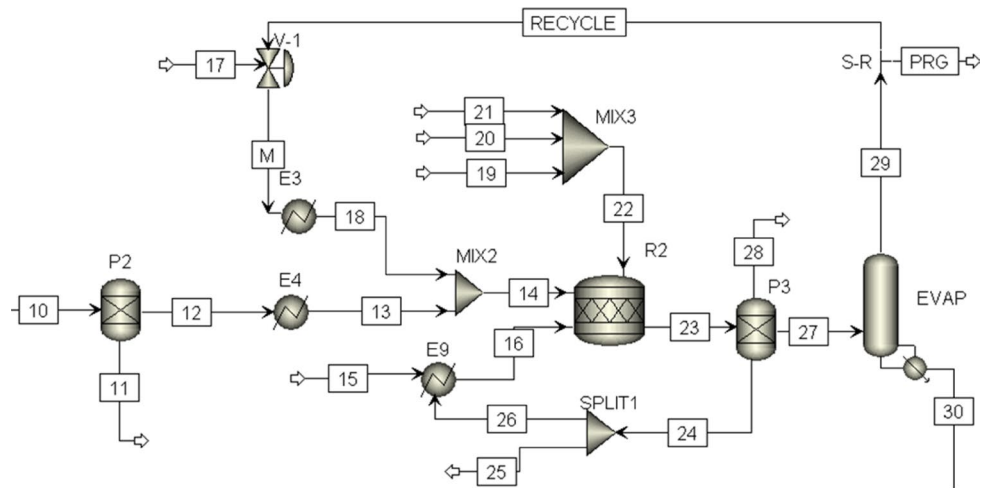 RECYCLE
V-1
17
S-R
PRG
21
MIX3
20
M
19
29
E3
22
18
28
P2
MIX2
R2
P3
10
12
E4
13
14
23
27
EVAP
16
15
E9
11
SPLIT1
26
24
30
25